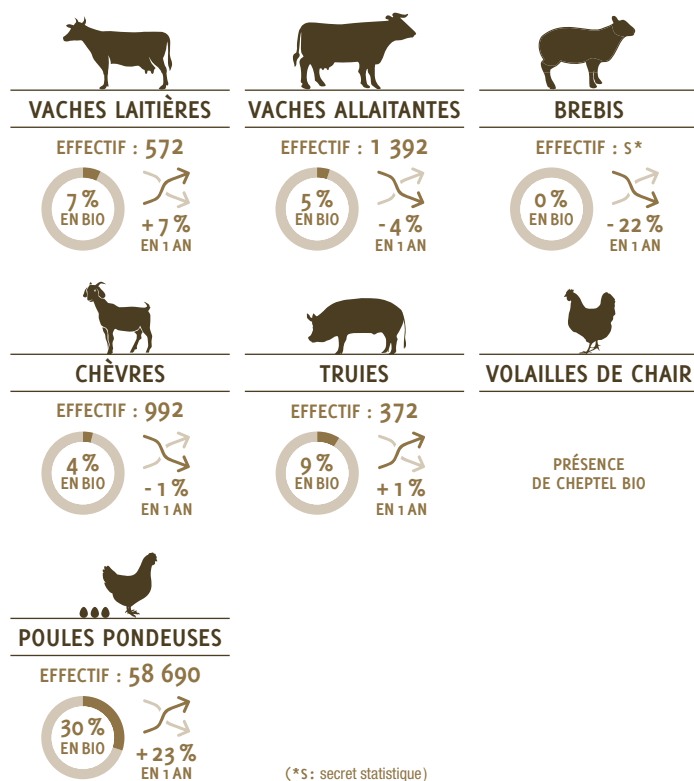 VACHES LAITIÈRES
EFFECTIF : 572
7 %
EN BIO
+ 7 %
EN 1 AN
VACHES ALLAITANTES
EFFECTIF : 1 392
5 %
EN BIO
- 4 %
EN 1 AN
BREBIS
EFFECTIF : S*
0 %
EN BIO
- 22 %
EN 1 AN
CHÈVRES
EFFECTIF : 992
4 %
EN BIO
- 1 %
EN 1 AN
TRUIES
EFFECTIF : 372
9 %
EN BIO
+ 1 %
EN 1 AN
VOLAILLES DE CHAIR
PRÉSENCE
DE CHEPTEL BIO
POULES PONDEUSES
EFFECTIF : 58 690
30 %
EN BIO
+ 23 %
EN 1 AN
(*S : secret statistique)